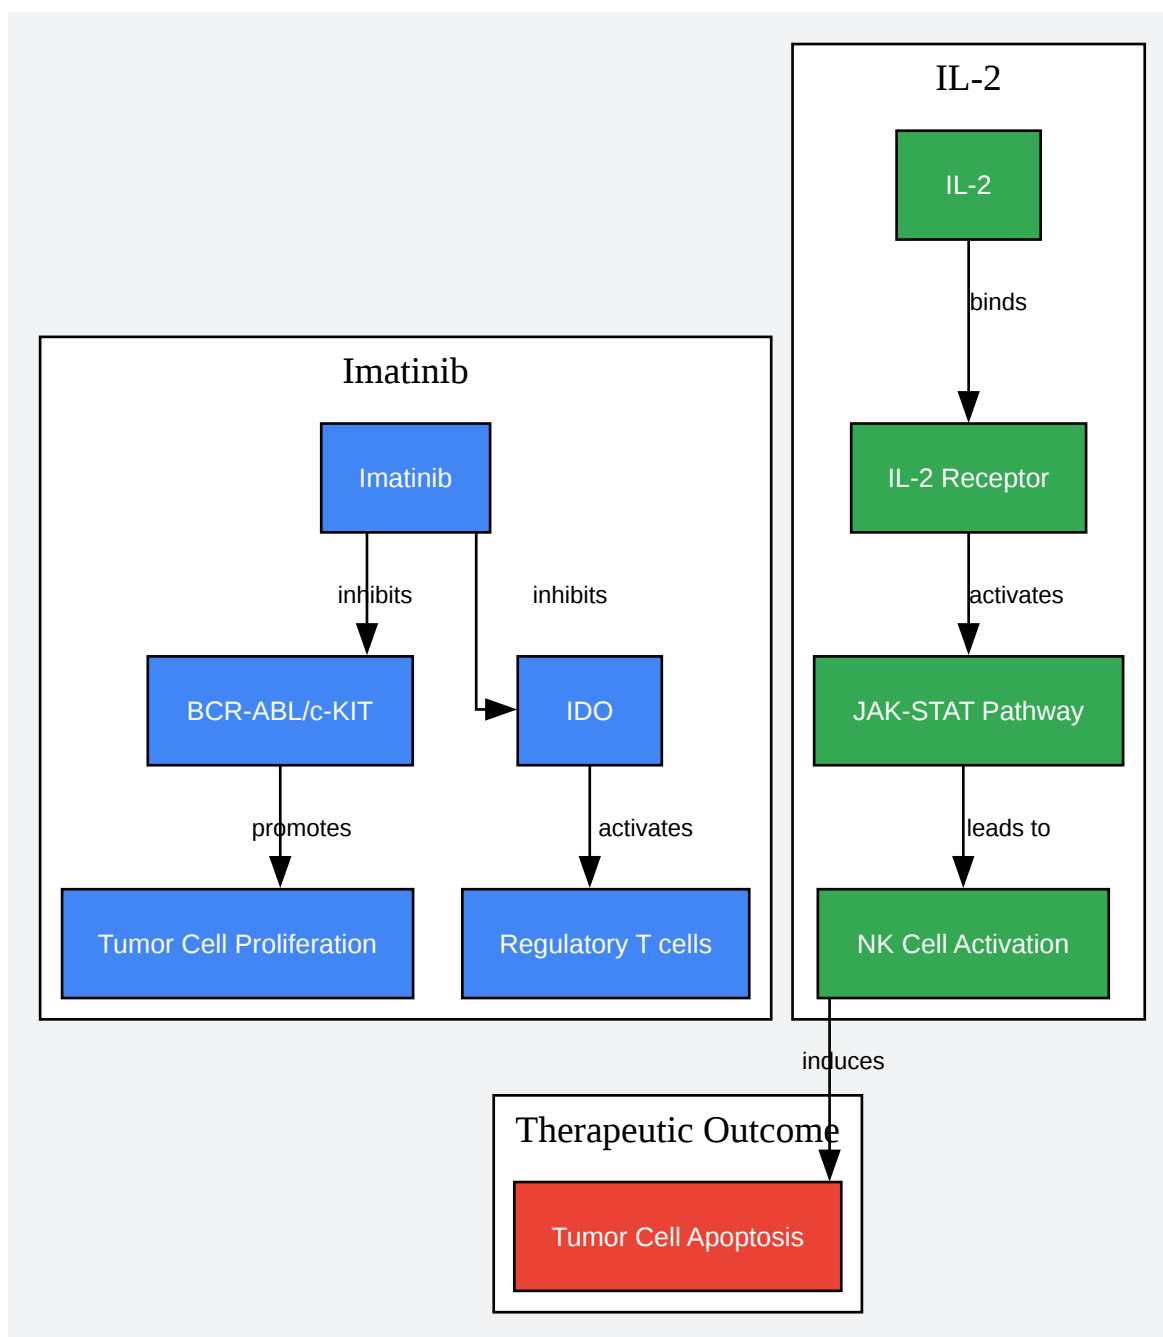 IL-2
IL-2
binds
Imatinib
Imatinib
IL-2 Receptor
inhibits
inhibits
activates
BCR-ABL/c-KIT
IDO
JAK-STAT Pathway
promotes
activates
leads to
Tumor Cell Proliferation
Regulatory T cells
NK Cell Activation
induces
Therapeutic Outcome
Tumor Cell Apoptosis